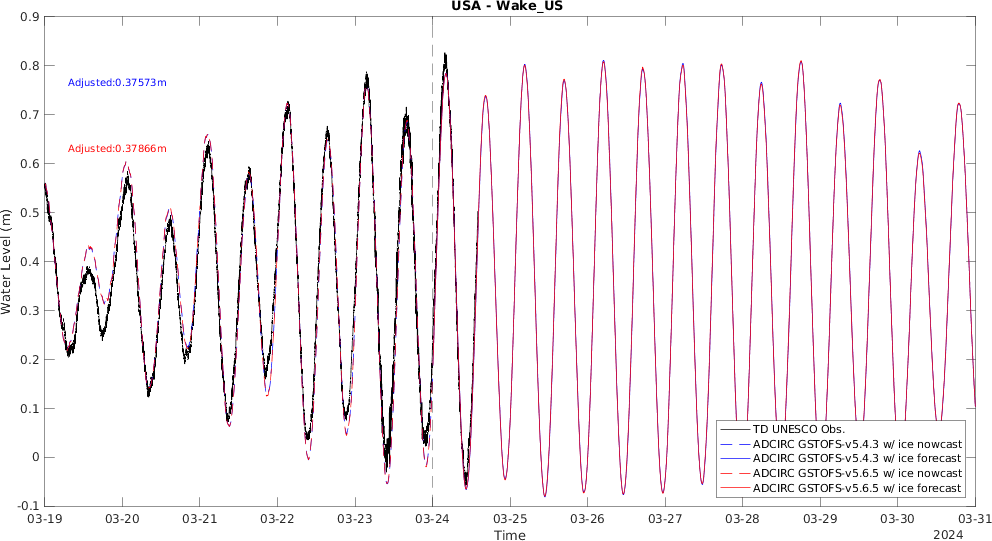 USA - Wake_US
0.9
0.8
0.7
0.6
0.5
0.4
0.3
0.2
0.1
0
-0.1
Water Level (m)
Adjusted:0.37573m
Adjusted:0.37866m
TD UNESCO Obs.
ADCIRC GSTOFS-v5.4.3 w/ ice nowcast
ADCIRC GSTOFS-v5.4.3 w/ ice forecast
ADCIRC GSTOFS-v5.6.5 w/ ice nowcast
ADCIRC GSTOFS-v5.6.5 w/ ice forecast
03-19 03-20 03-21 03-22 03-23 03-24 03-25 03-26 03-27 03-28 03-29 03-30 03-31
Time
2024